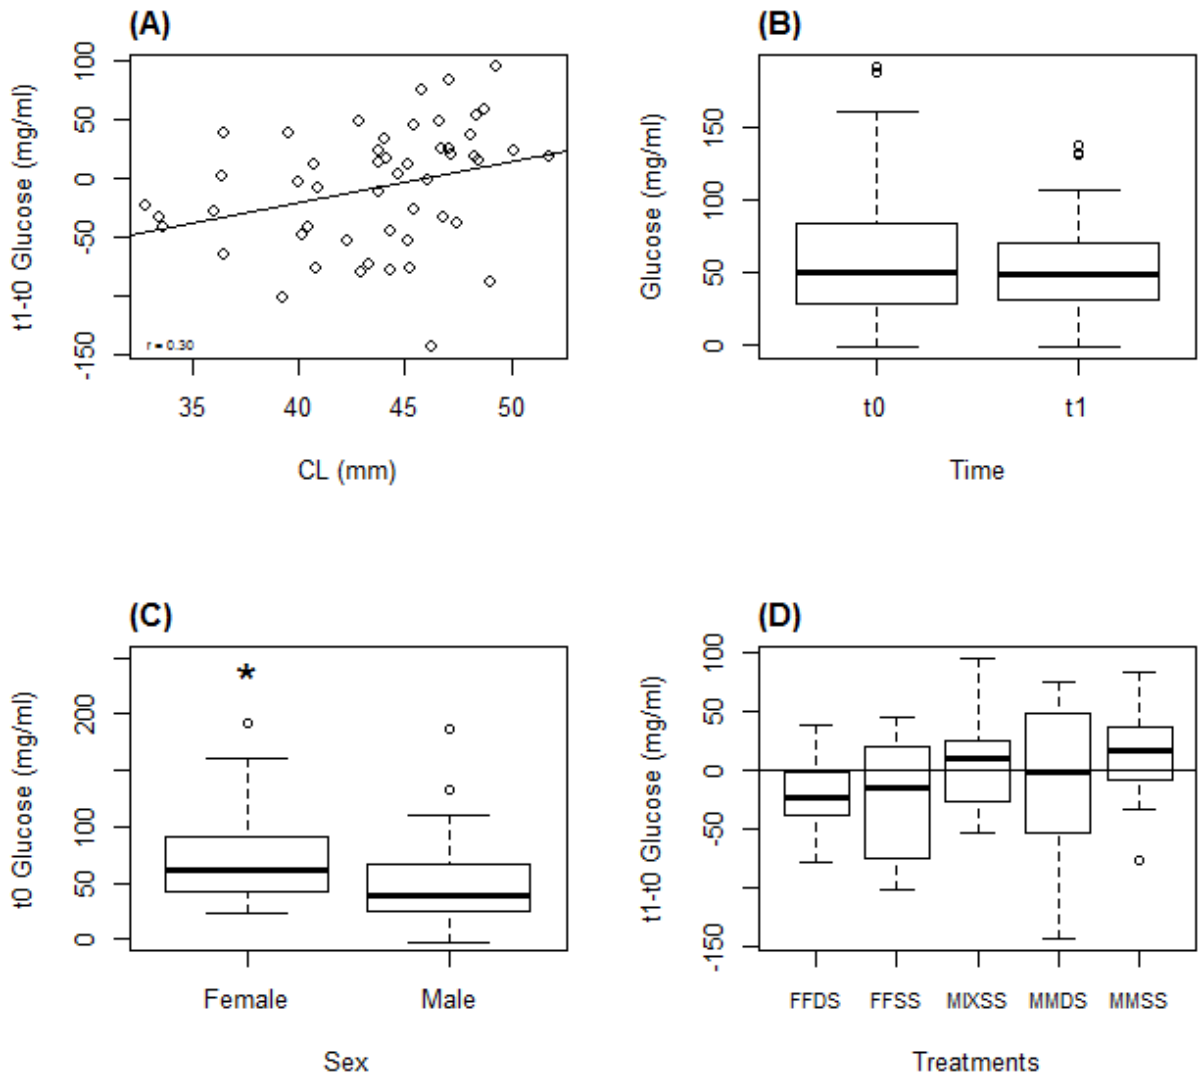 (A)
t1-t0 Glucose (mg/ml)
100
50
0
-50
-150
r = 0.30
35 40 45 50
CL (mm)
(B)
Glucose (mg/ml)
150
100
50
0
t0 t1
Time
(C)
t0 Glucose (mg/ml)
200
100
50
0
*
Female Male
Sex
(D)
t1-t0 Glucose (mg/ml)
100
50
0
-50
-150
FFDS FFSS MIXSS MMDS MMSS
Treatments